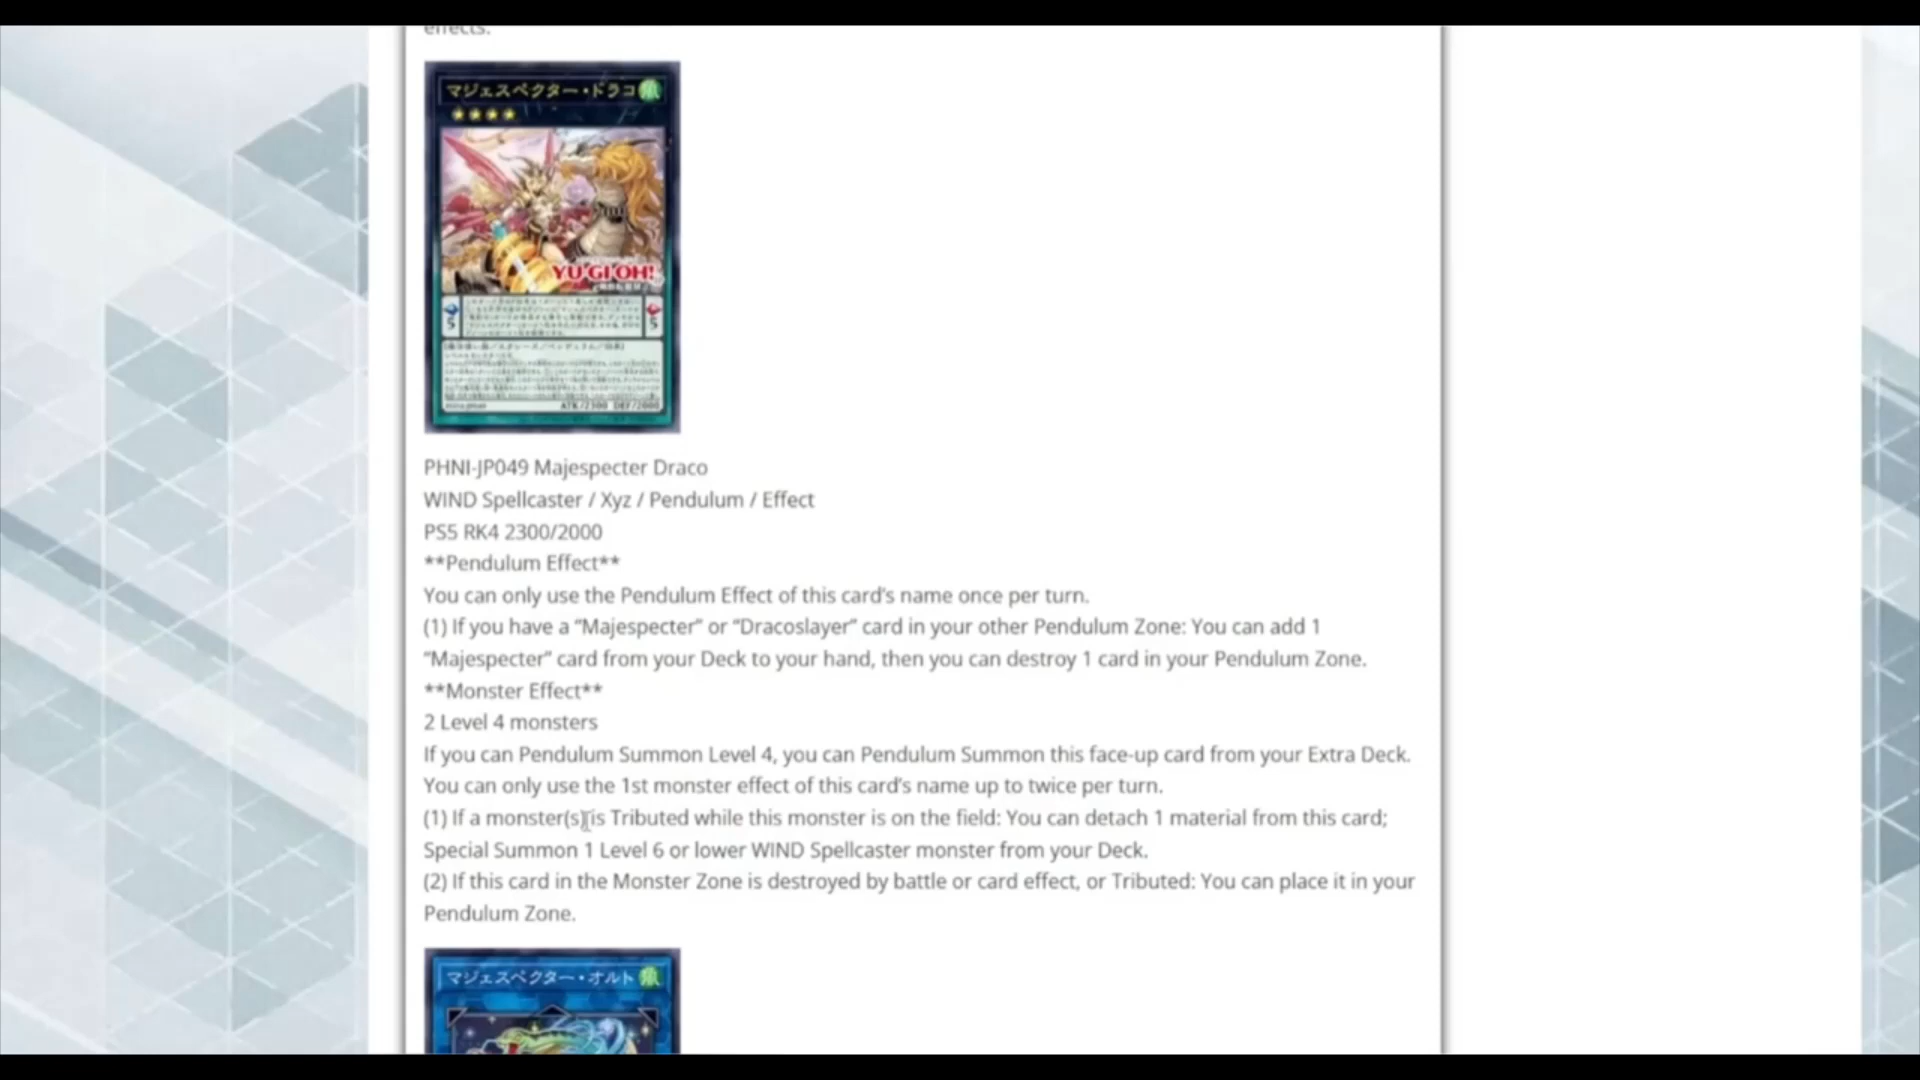 effects.
マジェスペクター・ドラコ 風
YU-GI-OH!
5
5
ATK/2300 DEF/2000
PHNI-JP049 Majespecter Draco
WIND Spellcaster / Xyz / Pendulum / Effect
PS5 RK4 2300/2000
**Pendulum Effect**
You can only use the Pendulum Effect of this card’s name once per turn.
(1) If you have a “Majespecter” or “Dracoslayer” card in your other Pendulum Zone: You can add 1
“Majespecter” card from your Deck to your hand, then you can destroy 1 card in your Pendulum Zone.
**Monster Effect**
2 Level 4 monsters
If you can Pendulum Summon Level 4, you can Pendulum Summon this face-up card from your Extra Deck.
You can only use the 1st monster effect of this card’s name up to twice per turn.
(1) If a monster(s) is Tributed while this monster is on the field: You can detach 1 material from this card;
Special Summon 1 Level 6 or lower WIND Spellcaster monster from your Deck.
(2) If this card in the Monster Zone is destroyed by battle or card effect, or Tributed: You can place it in your
Pendulum Zone.
マジェスペクター・オルト 風